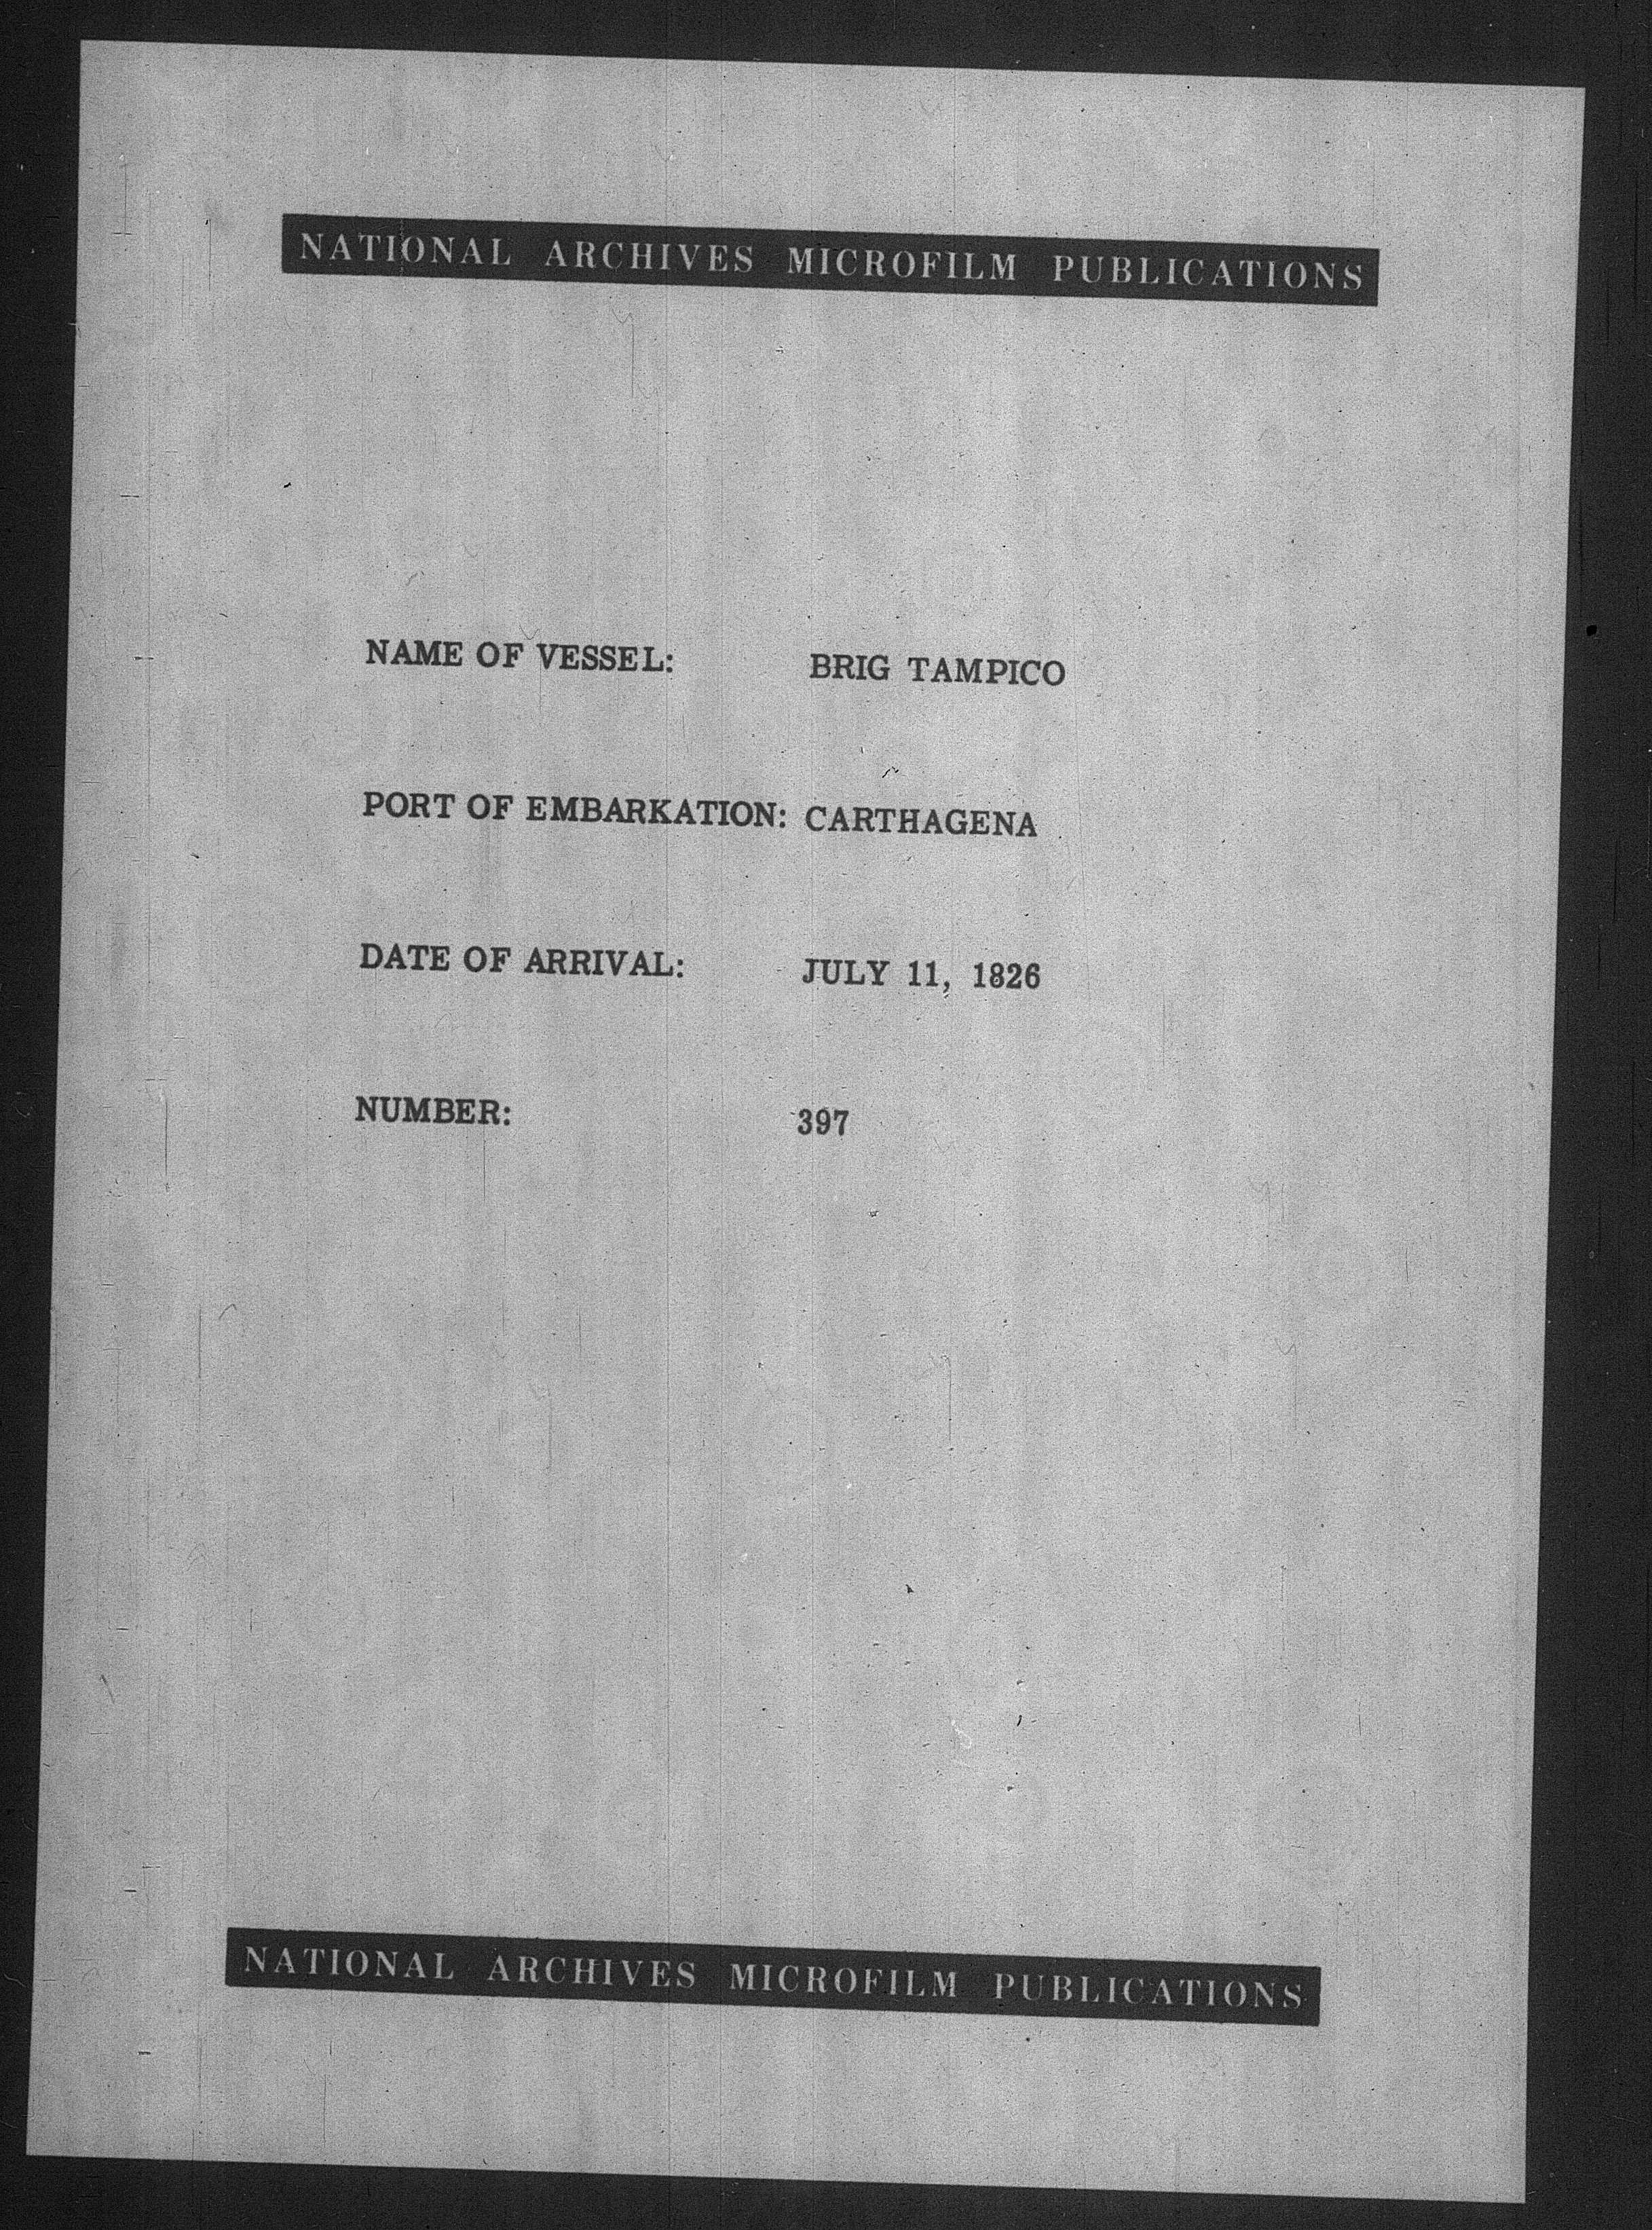 NATIONAL ARCHIVES MICROFILM PUBLICATIONS
NAME OF VESSEL: BRIG TAMPICO
PORT OF EMBARKATION: CARTHAGENA
DATE OF ARRIVAL: JULY 11, 1826
NUMBER: 397
NATIONAL ARCHIVES MICROFILM PUBLICATIONS